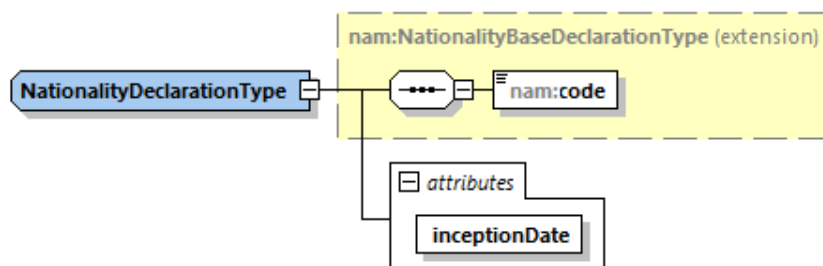 nam:NationalityBaseDeclarationType (extension)
NationalityDeclarationType
nam:code
attributes
inceptionDate